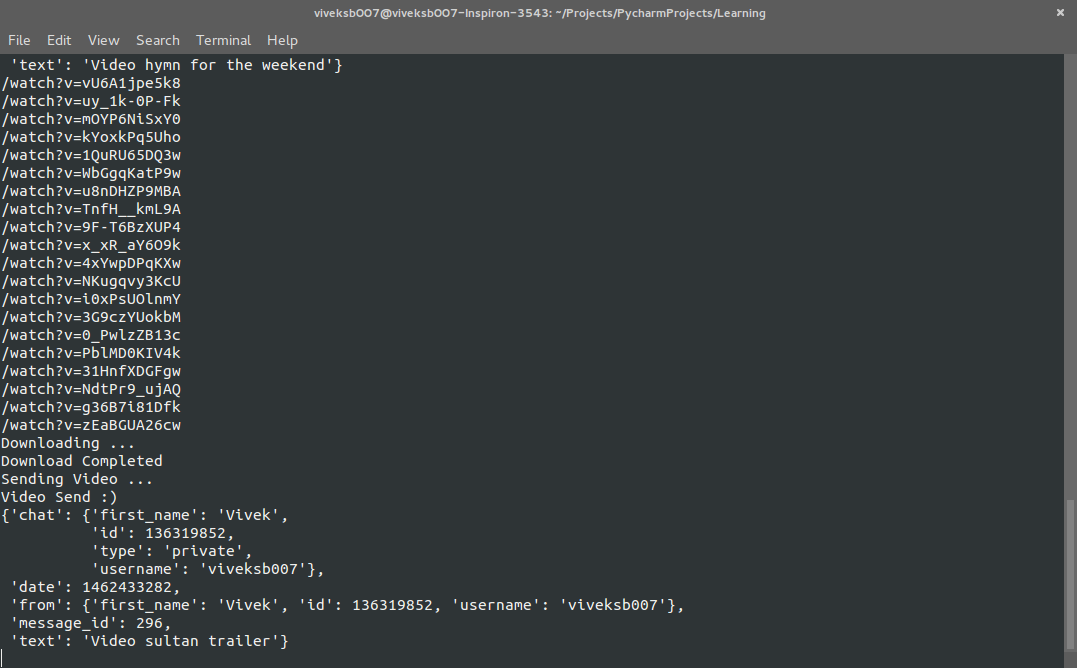 viveksb007@viveksb007-Inspiron-3543: ~/Projects/PycharmProjects/Learning
File Edit View Search Terminal Help
'text': 'Video hymn for the weekend'}
/watch?v=vU6A1jpe5k8
/watch?v=uy_1k-0P-Fk
/watch?v=mOYP6NiSxY0
/watch?v=kYoxkPq5Uho
/watch?v=1QuRU65DQ3w
/watch?v=WbGgqKatP9w
/watch?v=u8nDHZP9MBA
/watch?v=TnfH__kmL9A
/watch?v=9F-T6BzXUP4
/watch?v=x_xR_aY6O9k
/watch?v=4xYwpDPqKXw
/watch?v=NKugqvy3KcU
/watch?v=i0xPsUOlnmY
/watch?v=3G9czYUokbM
/watch?v=0_PwlzZB13c
/watch?v=PblMD0KIV4k
/watch?v=31HnfXDGFgw
/watch?v=NdtPr9_ujAQ
/watch?v=g36B7i81Dfk
/watch?v=zEaBGUA26cw
Downloading ...
Download Completed
Sending Video ...
Video Send :)
{'chat': {'first_name': 'Vivek',
'id': 136319852,
'type': 'private',
'username': 'viveksb007'},
'date': 1462433282,
'from': {'first_name': 'Vivek', 'id': 136319852, 'username': 'viveksb007'},
'message_id': 296,
'text': 'Video sultan trailer'}